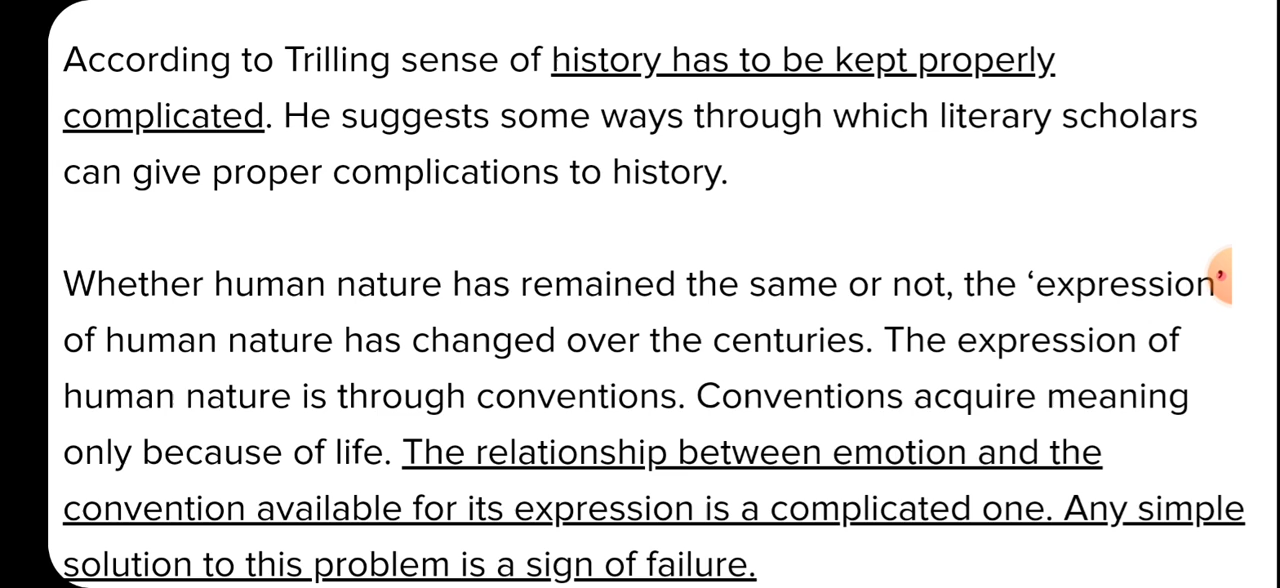 According to Trilling sense of history has to be kept properly
complicated. He suggests some ways through which literary scholars
can give proper complications to history.
Whether human nature has remained the same or not, the ‘expression’
of human nature has changed over the centuries. The expression of
human nature is through conventions. Conventions acquire meaning
only because of life. The relationship between emotion and the
convention available for its expression is a complicated one. Any simple
solution to this problem is a sign of failure.